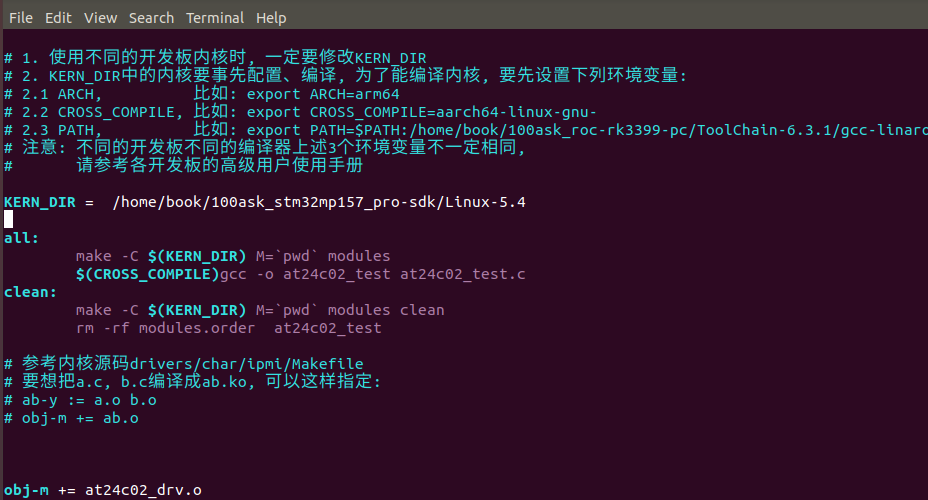 File Edit View Search Terminal Help
# 1. 使用不同的开发板内核时, 一定要修改KERN_DIR
# 2. KERN_DIR中的内核要事先配置、编译, 为了能编译内核, 要先设置下列环境变量:
# 2.1 ARCH,          比如: export ARCH=arm64
# 2.2 CROSS_COMPILE, 比如: export CROSS_COMPILE=aarch64-linux-gnu-
# 2.3 PATH,          比如: export PATH=$PATH:/home/book/100ask_roc-rk3399-pc/ToolChain-6.3.1/gcc-linaro
# 注意: 不同的开发板不同的编译器上述3个环境变量不一定相同,
#       请参考各开发板的高级用户使用手册
KERN_DIR =  /home/book/100ask_stm32mp157_pro-sdk/Linux-5.4
all:
        make -C $(KERN_DIR) M=`pwd` modules
        $(CROSS_COMPILE)gcc -o at24c02_test at24c02_test.c
clean:
        make -C $(KERN_DIR) M=`pwd` modules clean
        rm -rf modules.order  at24c02_test
# 参考内核源码drivers/char/ipmi/Makefile
# 要想把a.c, b.c编译成ab.ko, 可以这样指定:
# ab-y := a.o b.o
# obj-m += ab.o
obj-m += at24c02_drv.o